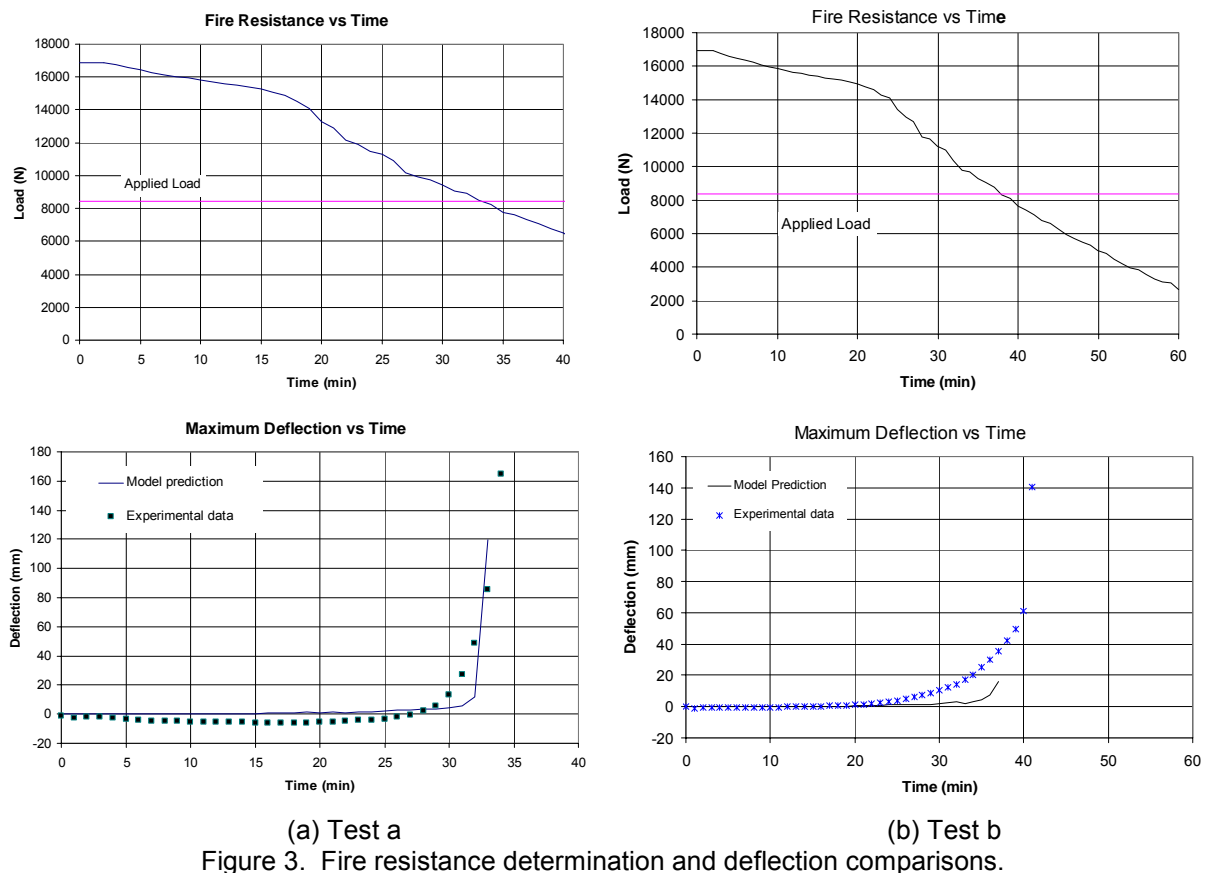 Fire Resistance vs Time
18000
16000
14000
12000
10000
8000
6000
4000
2000
0
Load (N)
Applied Load
0 5 10 15 20 25 30 35 40
Time (min)
Fire Resistance vs Time
18000
16000
14000
12000
10000
8000
6000
4000
2000
0
Load (N)
Applied Load
0 10 20 30 40 50 60
Time (min)
Maximum Deflection vs Time
180
160
140
120
100
80
60
40
20
0
-20
Deflection (mm)
Model prediction
Experimental data
0 5 10 15 20 25 30 35 40
Time (min)
Maximum Deflection vs Time
160
140
120
100
80
60
40
20
0
-20
Deflection (mm)
Model Prediction
Experimental data
0 10 20 30 40 50 60
Time (min)
(a) Test a
(b) Test b
Figure 3. Fire resistance determination and deflection comparisons.